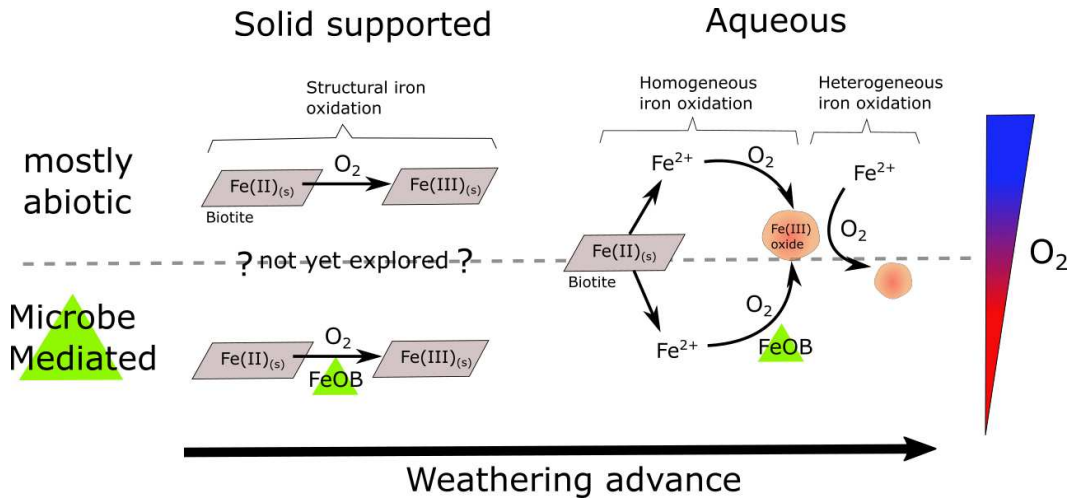 Solid supported
Aqueous
Structural iron
oxidation
Homogeneous
iron oxidation
Heterogeneous
iron oxidation
mostly
abiotic
Fe(II)(s)
O2
Fe(III)(s)
Biotite
Fe2+
O2
Fe2+
Fe(III)
oxide
O2
Fe(II)(s)
Biotite
? not yet explored ?
O2
Microbe
Mediated
Fe(II)(s)
O2
Fe(III)(s)
FeOB
Fe2+
O2
FeOB
Weathering advance